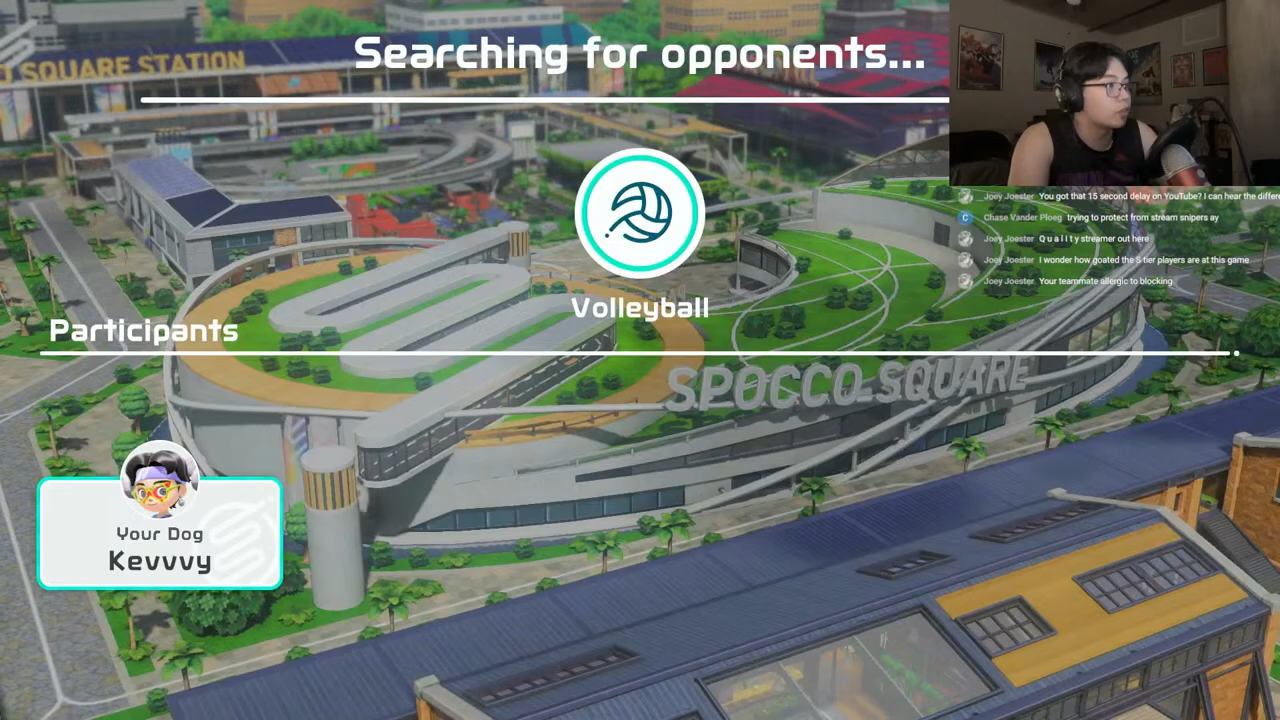 Searching for opponents...
SQUARE STATION
Joey Joester You got that 15 second delay on YouTube? I can hear the differe
C Chase Vander Ploeg trying to protect from stream snipers ay
Joey Joester Q u a l i t y streamer out here
Joey Joester I wonder how goated the S tier players are at this game
Joey Joester Your teammate allergic to blocking
Volleyball
Participants
SPOCCO SQUARE
Your Dog
Kevvvy